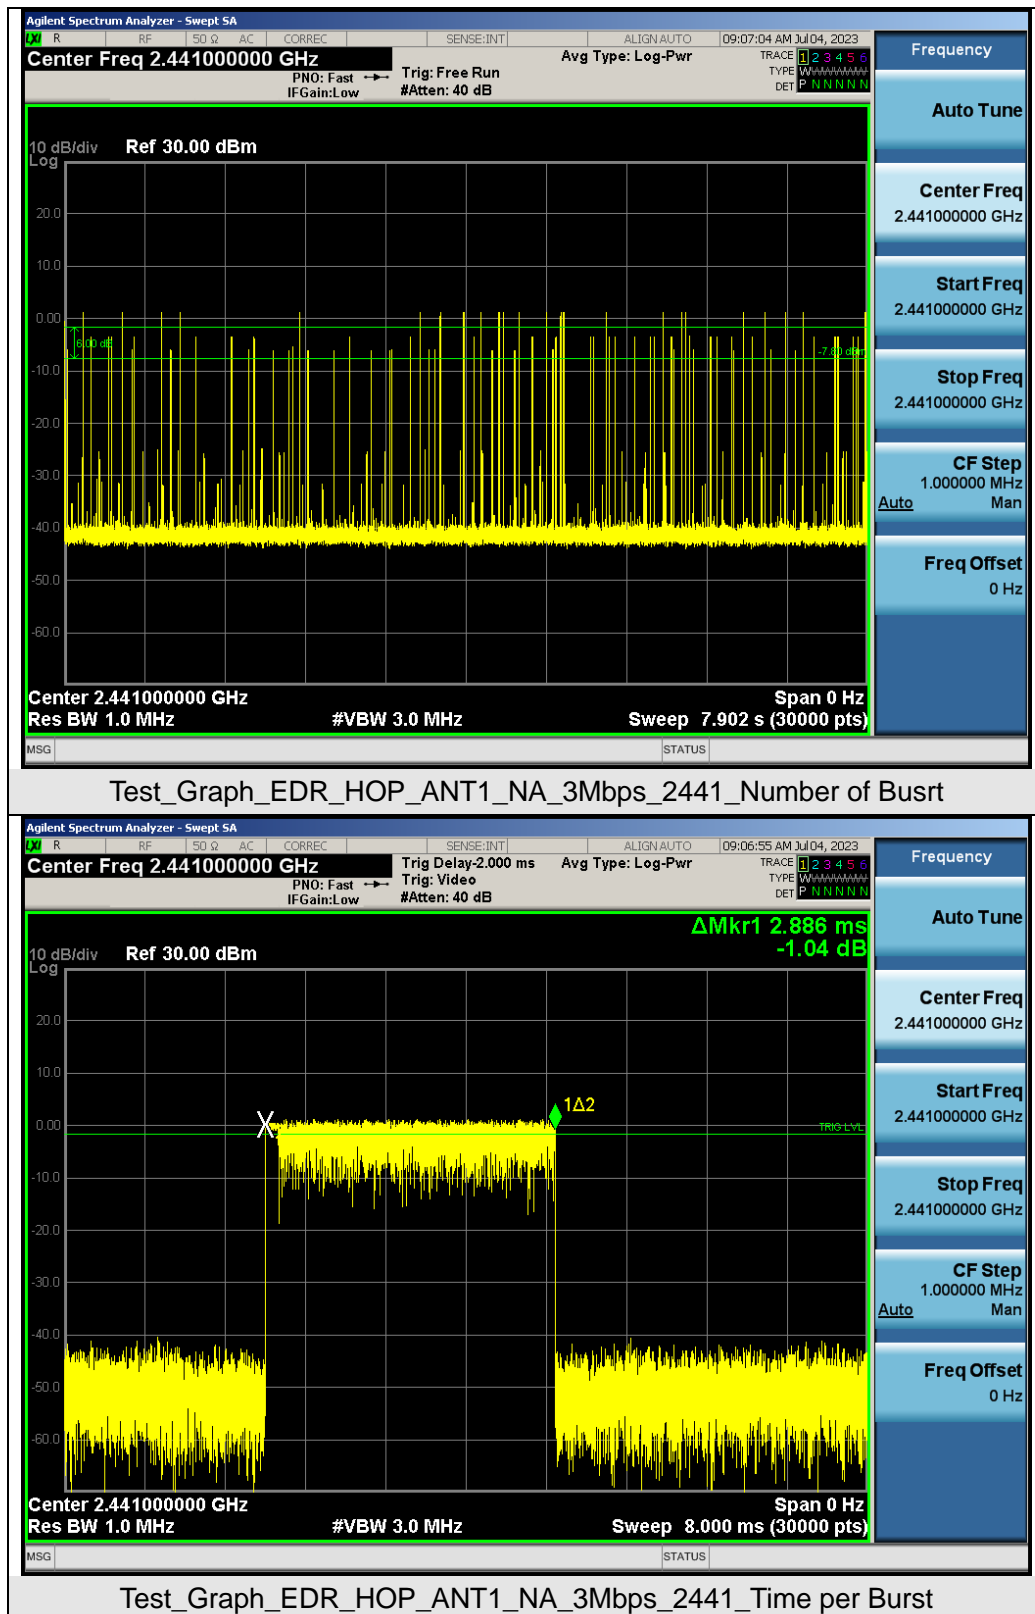 Agilent Spectrum Analyzer - Swept SA
LXI R RF 50 Ω AC CORREC SENSE:INT ALIGN AUTO 09:07:04 AM Jul 04, 2023
Center Freq 2.441000000 GHz Avg Type: Log-Pwr TRACE 1 2 3 4 5 6
PNO: Fast Trig: Free Run TYPE W
IFGain:Low #Atten: 40 dB DET P N N N N N
Frequency
Auto Tune
10 dB/div Ref 30.00 dBm
Log
Center Freq
2.441000000 GHz
20.0
10.0
Start Freq
2.441000000 GHz
0.00
6.00 dB
-7.60 dBm
-10.0
Stop Freq
2.441000000 GHz
-20.0
-30.0
CF Step
1.000000 MHz
Auto Man
-40.0
-50.0
Freq Offset
0 Hz
-60.0
Center 2.441000000 GHz Span 0 Hz
Res BW 1.0 MHz #VBW 3.0 MHz Sweep 7.902 s (30000 pts)
MSG STATUS
Test_Graph_EDR_HOP_ANT1_NA_3Mbps_2441_Number of Busrt
Agilent Spectrum Analyzer - Swept SA
LXI R RF 50 Ω AC CORREC SENSE:INT ALIGN AUTO 09:06:55 AM Jul 04, 2023
Center Freq 2.441000000 GHz Trig Delay-2.000 ms Avg Type: Log-Pwr TRACE 1 2 3 4 5 6
PNO: Fast Trig: Video TYPE W
IFGain:Low #Atten: 40 dB DET P N N N N N
Frequency
Auto Tune
ΔMkr1 2.886 ms
-1.04 dB
10 dB/div Ref 30.00 dBm
Log
Center Freq
2.441000000 GHz
20.0
10.0
Start Freq
2.441000000 GHz
1Δ2
0.00
TRIG LVL
-10.0
Stop Freq
2.441000000 GHz
-20.0
-30.0
CF Step
1.000000 MHz
Auto Man
-40.0
-50.0
Freq Offset
0 Hz
-60.0
Center 2.441000000 GHz Span 0 Hz
Res BW 1.0 MHz #VBW 3.0 MHz Sweep 8.000 ms (30000 pts)
MSG STATUS
Test_Graph_EDR_HOP_ANT1_NA_3Mbps_2441_Time per Burst